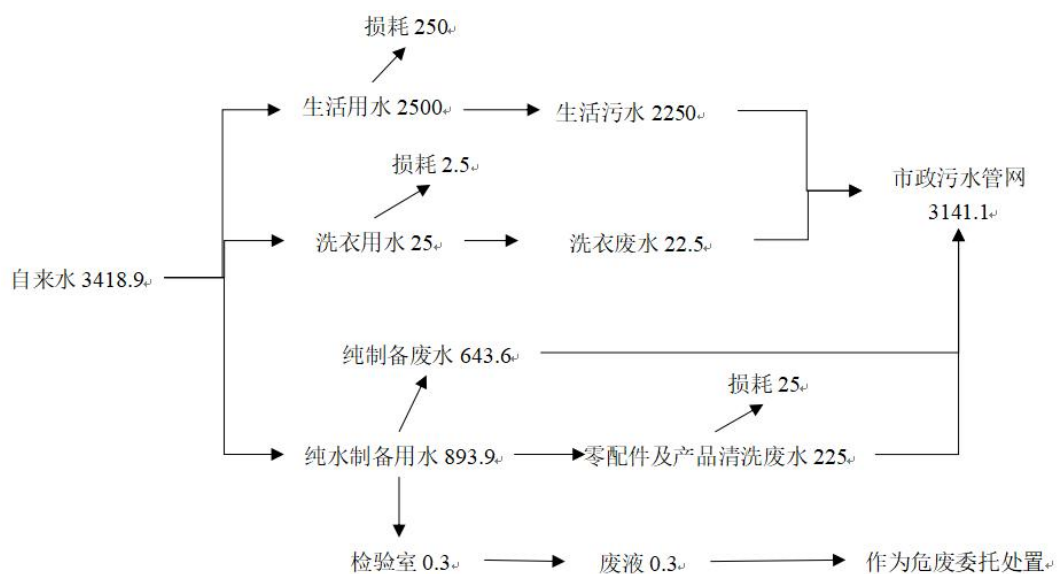 损耗 250
生活用水 2500
生活污水 2250
损耗 2.5
市政污水管网
3141.1
洗衣用水 25
洗衣废水 22.5
自来水 3418.9
纯制备废水 643.6
损耗 25
纯水制备用水 893.9
零配件及产品清洗废水 225
检验室 0.3
废液 0.3
作为危废委托处置